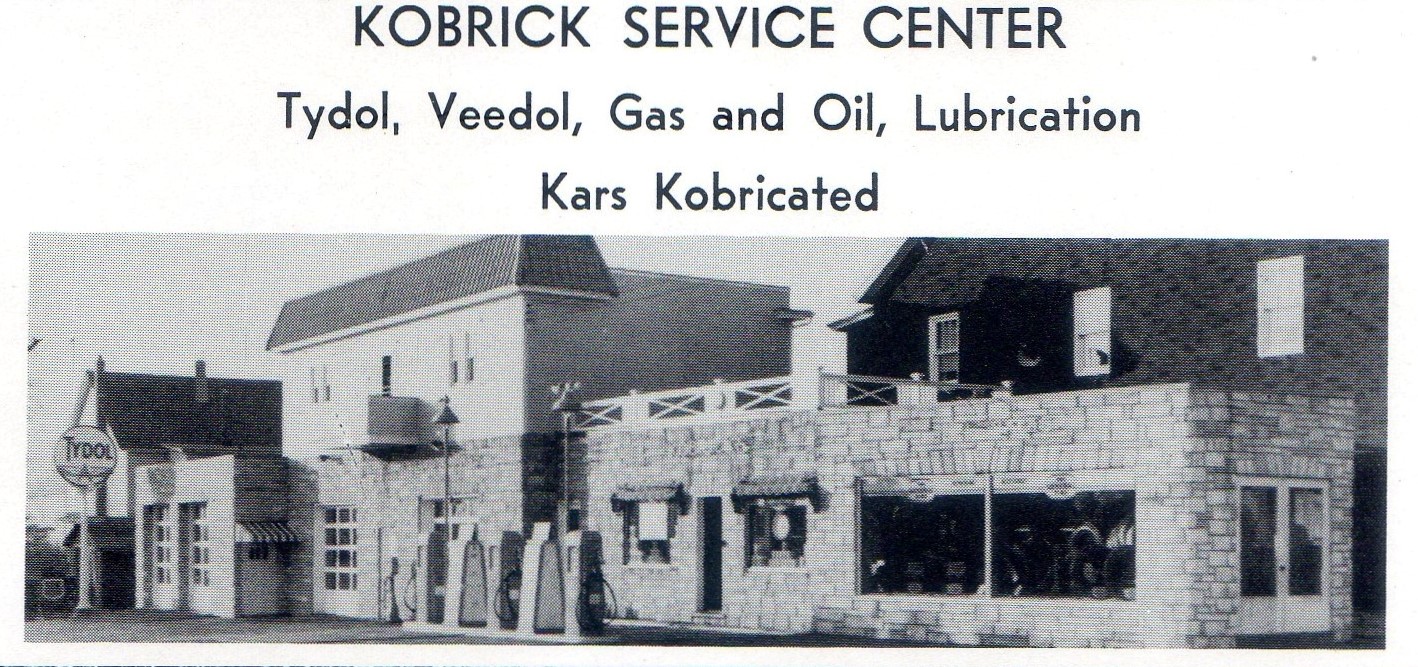 KOBRICK SERVICE CENTER
Tydol, Veedol, Gas and Oil, Lubrication
Kars Kobricated
TYDOL